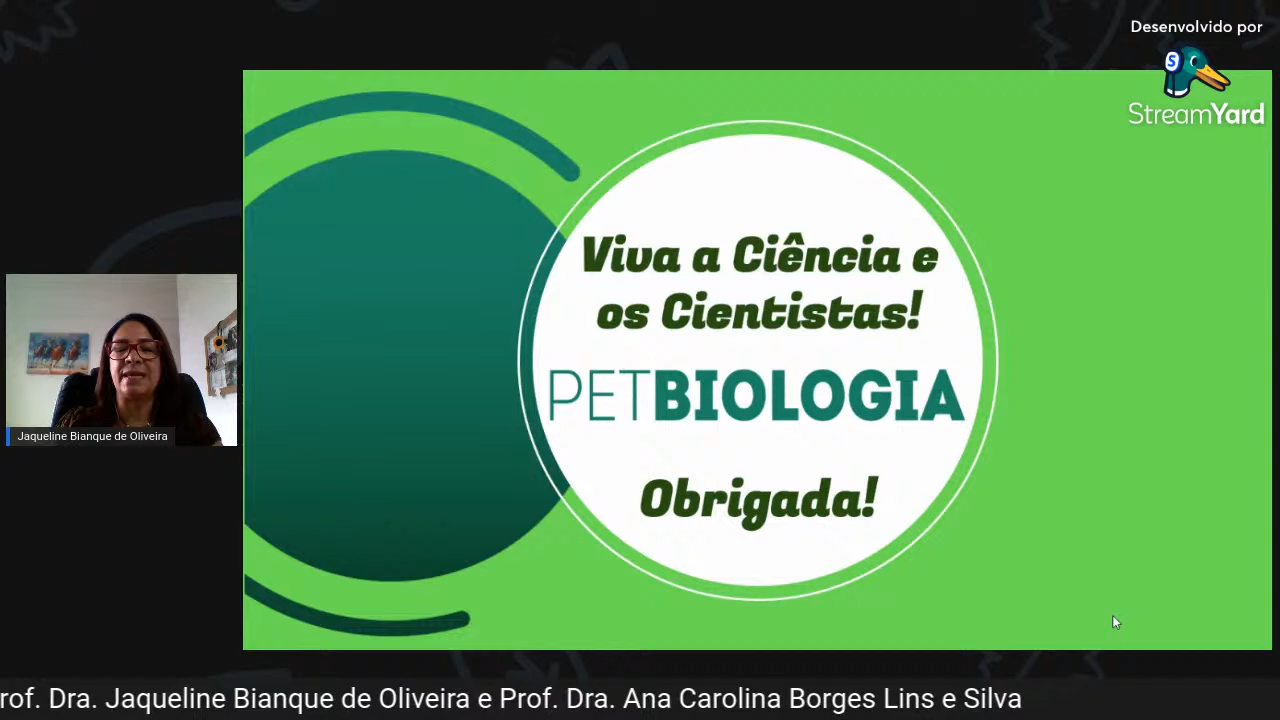 Desenvolvido por
StreamYard
Viva a Ciência e
os Cientistas!
PETBIOLOGIA
Obrigada!
Jaqueline Bianque de Oliveira
rof. Dra. Jaqueline Bianque de Oliveira e Prof. Dra. Ana Carolina Borges Lins e Silva